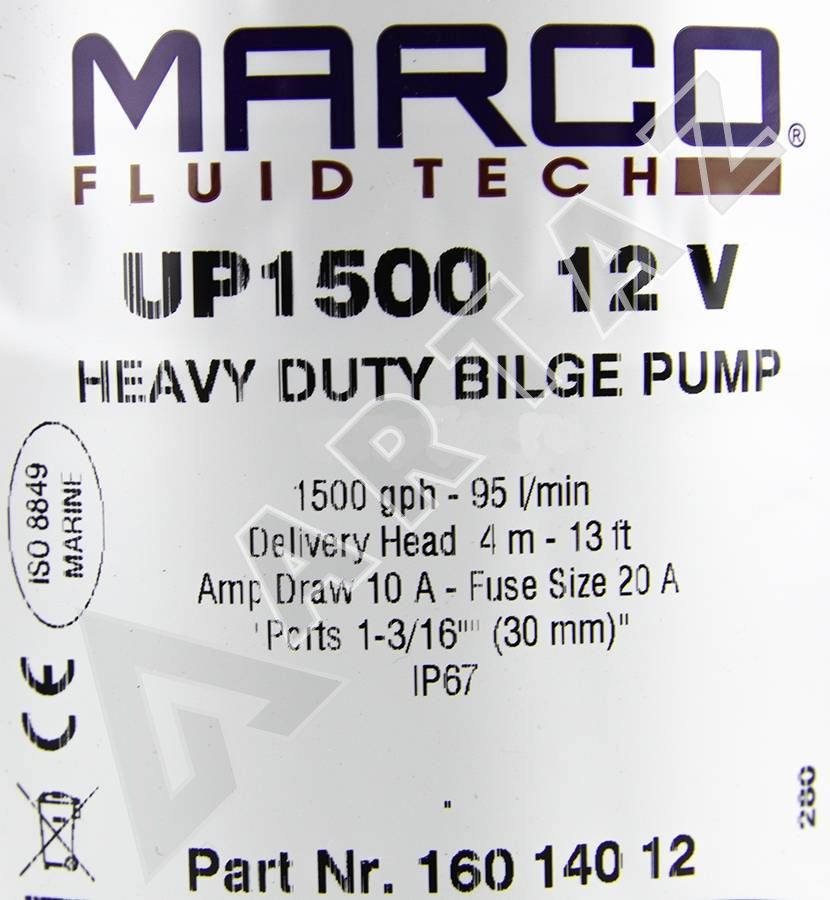 MARCO®
FLUID TECH
UP1500 12 V
HEAVY DUTY BILGE PUMP
ISO 8849
MARINE
1500 gph - 95 l/min
Delivery Head 4 m - 13 ft
Amp Draw 10 A - Fuse Size 20 A
"Ports 1-3/16"" (30 mm)"
IP67
CE
"
280
Part Nr. 160 140 12
ARTAZ